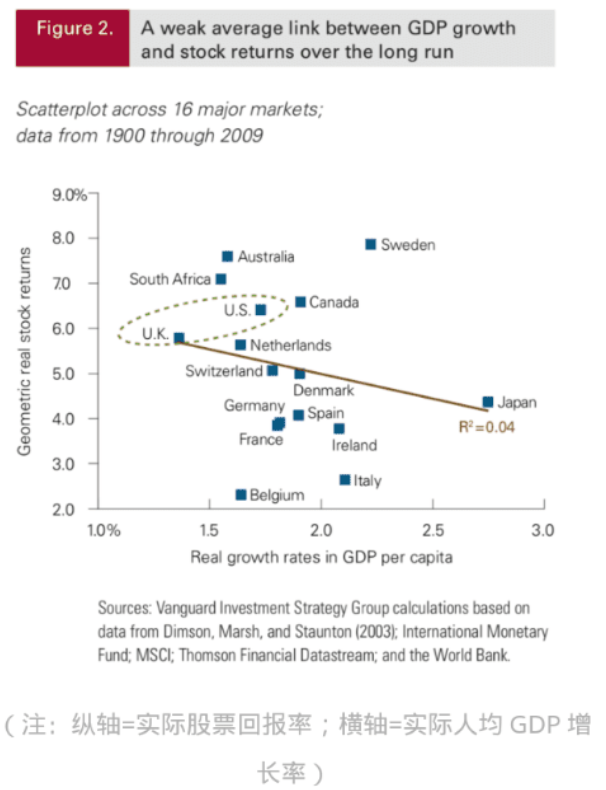 Figure 2.
A weak average link between GDP growth
and stock returns over the long run
Scatterplot across 16 major markets;
data from 1900 through 2009
Geometric real stock returns
9.0%
8.0
7.0
6.0
5.0
4.0
3.0
2.0
Sweden
Australia
South Africa
U.S.
Canada
U.K.
Netherlands
Switzerland
Denmark
Germany
Spain
Japan
R²=0.04
France
Ireland
Italy
Belgium
1.0%
1.5
2.0
2.5
3.0
Real growth rates in GDP per capita
Sources: Vanguard Investment Strategy Group calculations based on
data from Dimson, Marsh, and Staunton (2003); International Monetary
Fund; MSCI; Thomson Financial Datastream; and the World Bank.
（注：纵轴=实际股票回报率；横轴=实际人均 GDP 增
长率）